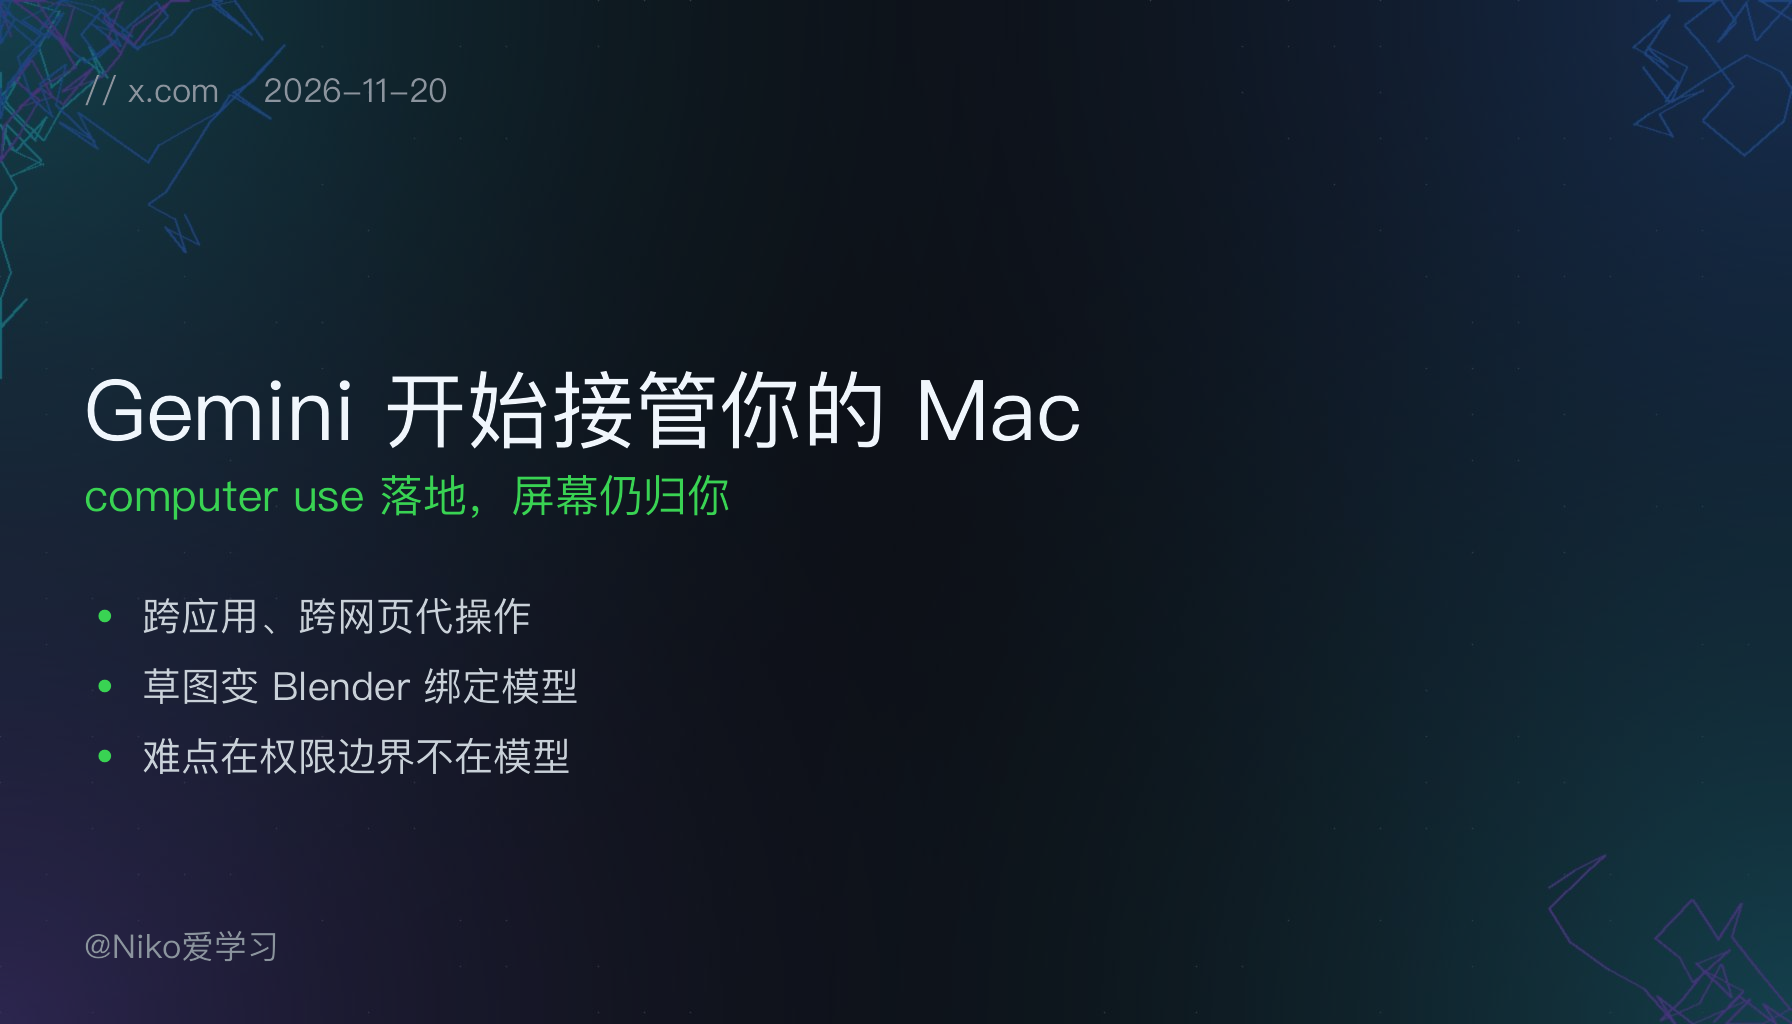 // x.com 2026-11-20
Gemini 开始接管你的 Mac
computer use 落地，屏幕仍归你
• 跨应用、跨网页代操作
• 草图变 Blender 绑定模型
• 难点在权限边界不在模型
@Niko爱学习